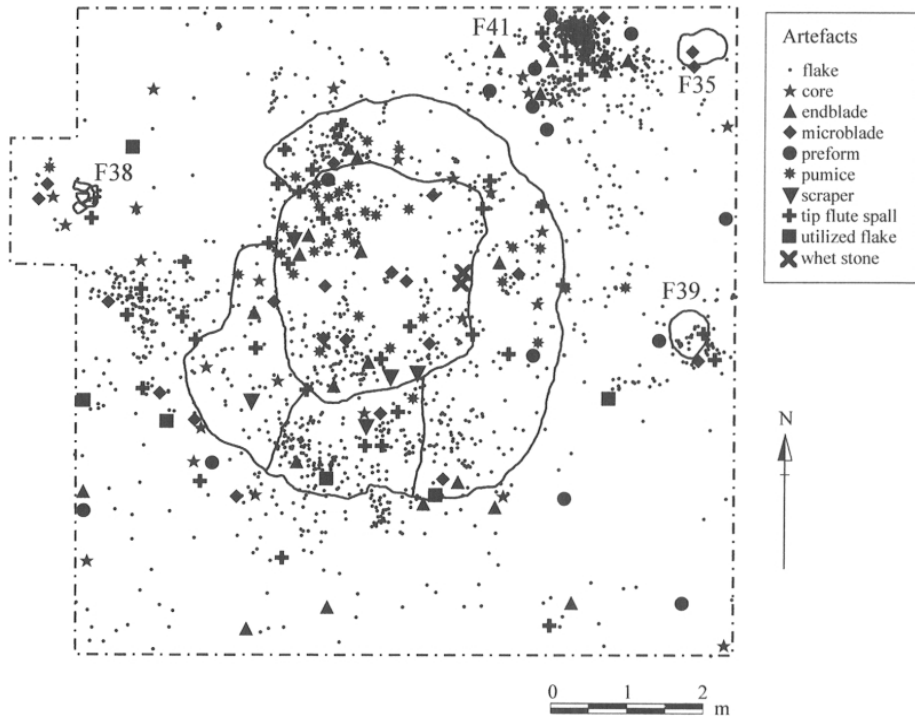 F41
F35
F38
F39
Artefacts
flake
core
endblade
microblade
preform
pumice
scraper
tip flute spall
utilized flake
whet stone
N
0 1 2
m